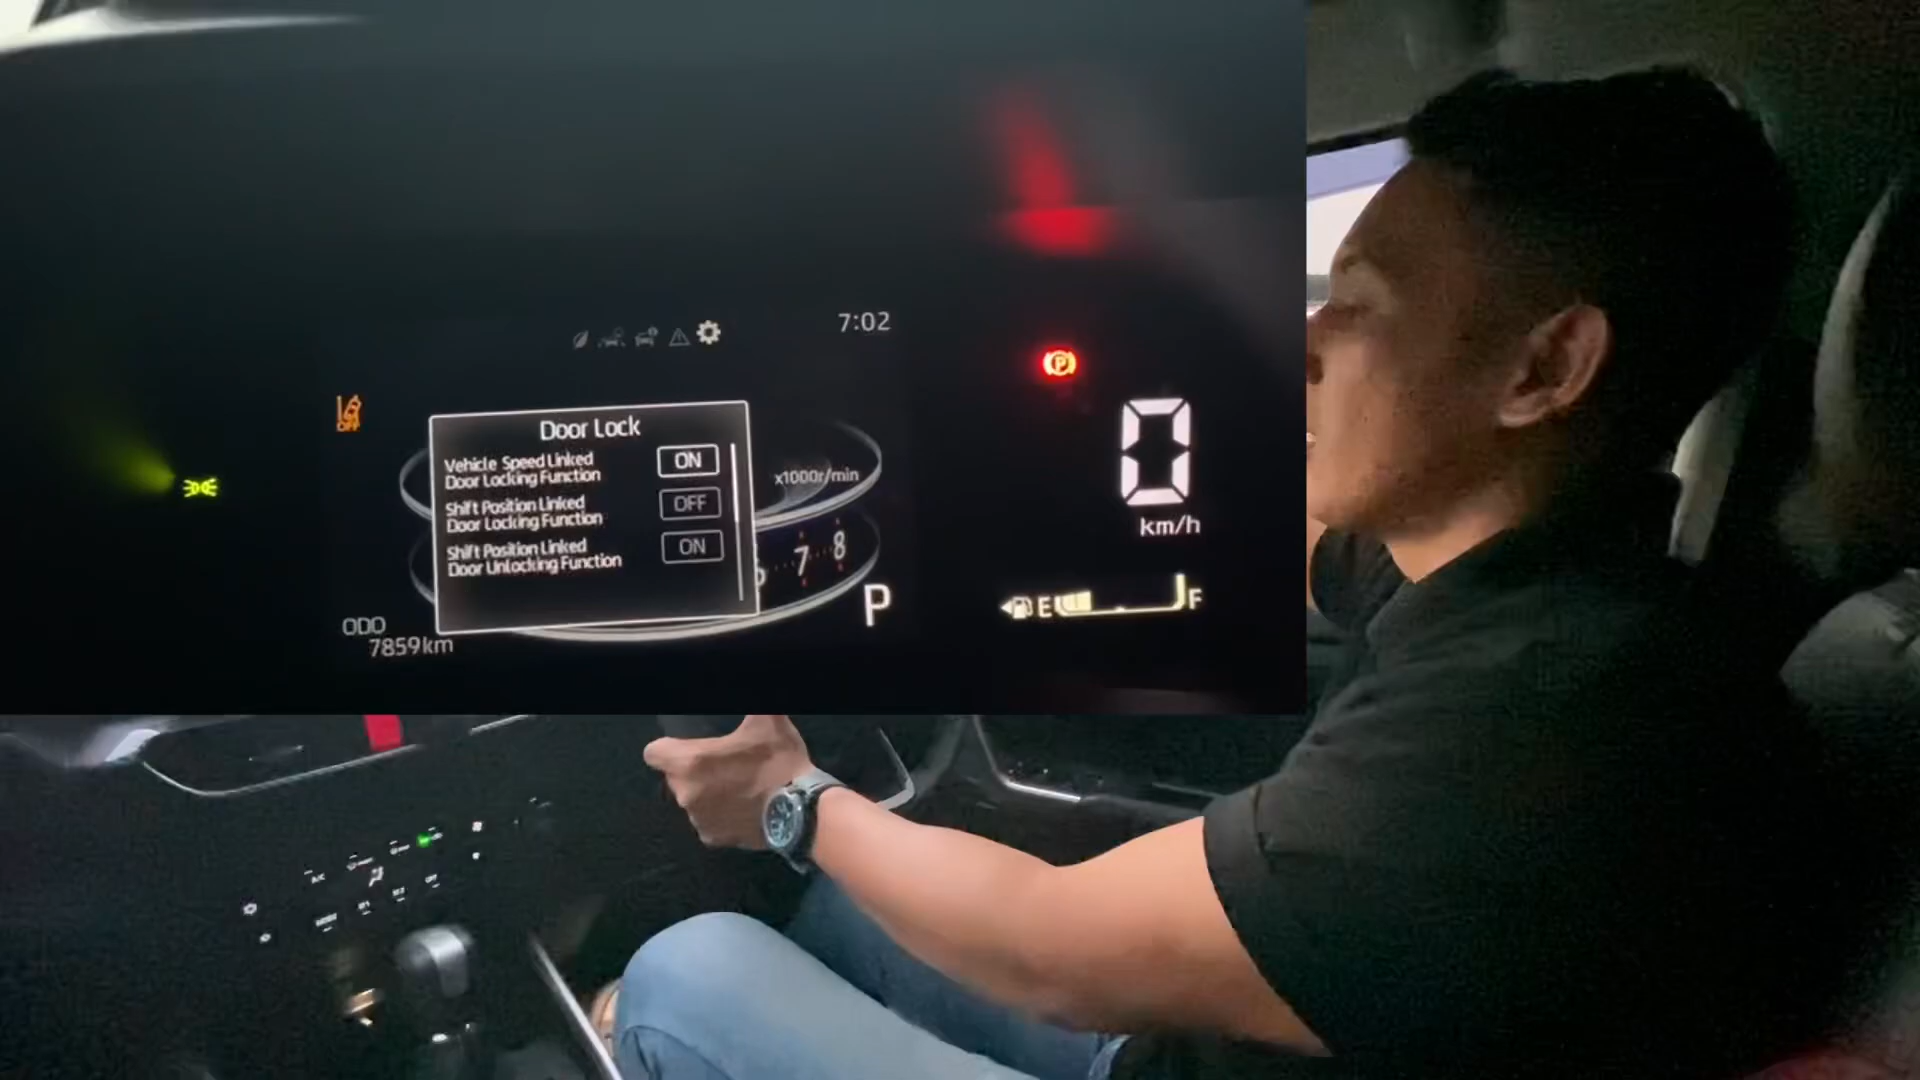 7:02
OFF
Door Lock
Vehicle Speed Linked
Door Locking Function
ON
Shift Position Linked
Door Locking Function
OFF
Shift Position Linked
Door Unlocking Function
ON
x1000r/min
7 8
P
ODO
7859km
P
0
km/h
E F
A/C